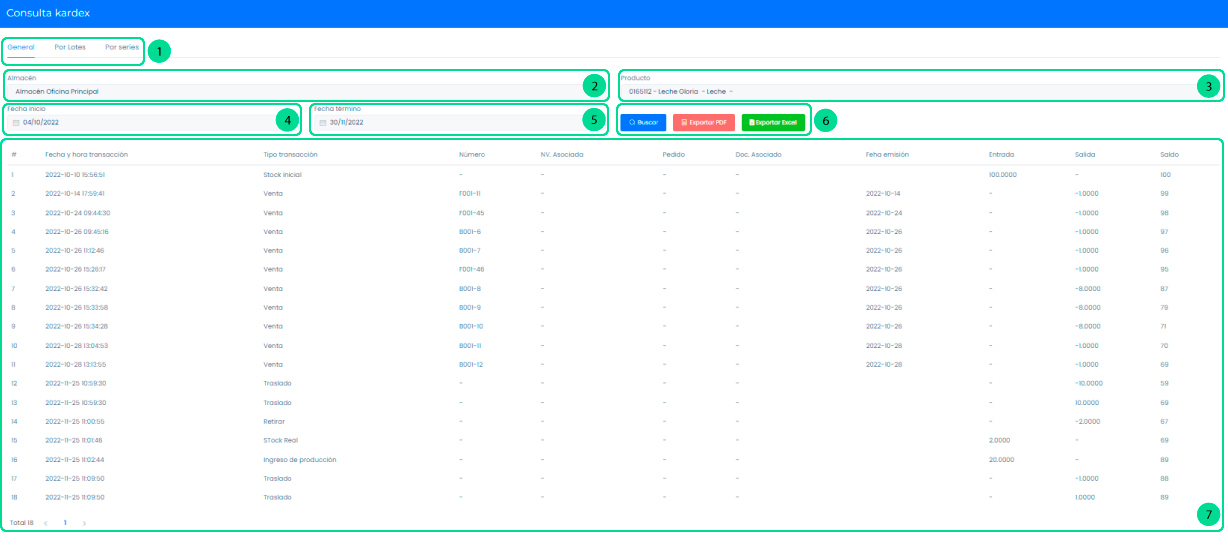 Consulta kardex
General Por Lotes Por series 1
Almacén Producto
Almacén Oficina Principal 2 0165112 - Leche Gloria - Leche - 3
Fecha inicio Fecha término
04/10/2022 4 30/11/2022 5 Buscar Exportar PDF Exportar Excel 6
# Fecha y hora transacción Tipo transacción Número NV. Asociada Pedido Doc. Asociado Feha emisión Entrada Salida Saldo
1 2022-10-10 15:56:51 Stock inicial - - - - 100.0000 - 100
2 2022-10-14 17:59:41 Venta F001-11 - - - 2022-10-14 - -1.0000 99
3 2022-10-24 09:44:30 Venta F001-45 - - - 2022-10-24 - -1.0000 98
4 2022-10-26 09:45:16 Venta B001-6 - - - 2022-10-26 - -1.0000 97
5 2022-10-26 11:12:46 Venta B001-7 - - - 2022-10-26 - -1.0000 96
6 2022-10-26 15:28:17 Venta F001-46 - - - 2022-10-26 - -1.0000 95
7 2022-10-26 15:32:42 Venta B001-8 - - - 2022-10-26 - -8.0000 87
8 2022-10-26 15:33:58 Venta B001-9 - - - 2022-10-26 - -8.0000 79
9 2022-10-26 15:34:28 Venta B001-10 - - - 2022-10-26 - -8.0000 71
10 2022-10-28 13:04:53 Venta B001-11 - - - 2022-10-28 - -1.0000 70
11 2022-10-28 13:13:55 Venta B001-12 - - - 2022-10-28 - -1.0000 69
12 2022-11-25 10:59:30 Traslado - - - - - -10.0000 59
13 2022-11-25 10:59:30 Traslado - - - - - 10.0000 69
14 2022-11-25 11:00:55 Retirar - - - - - -2.0000 67
15 2022-11-25 11:01:46 STock Real - - - - 2.0000 - 69
16 2022-11-25 11:02:44 Ingreso de producción - - - - 20.0000 - 89
17 2022-11-25 11:09:50 Traslado - - - - - -1.0000 88
18 2022-11-25 11:09:50 Traslado - - - - - 1.0000 89
Total 18 < 1 > 7